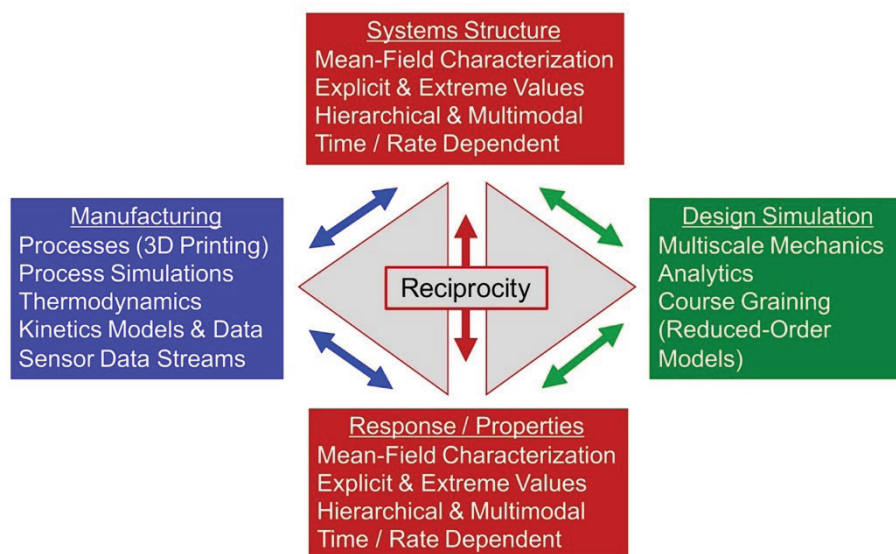 Systems Structure
Mean-Field Characterization
Explicit & Extreme Values
Hierarchical & Multimodal
Time / Rate Dependent
Manufacturing
Processes (3D Printing)
Process Simulations
Thermodynamics
Kinetics Models & Data
Sensor Data Streams
Reciprocity
Design Simulation
Multiscale Mechanics
Analytics
Course Graining
(Reduced-Order
Models)
Response / Properties
Mean-Field Characterization
Explicit & Extreme Values
Hierarchical & Multimodal
Time / Rate Dependent